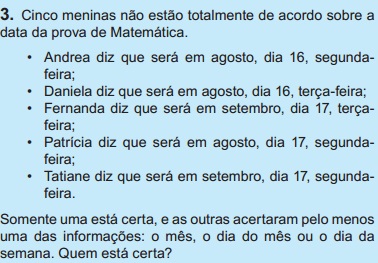 3. Cinco meninas não estão totalmente de acordo sobre a
data da prova de Matemática.
• Andrea diz que será em agosto, dia 16, segunda-
feira;
• Daniela diz que será em agosto, dia 16, terça-feira;
• Fernanda diz que será em setembro, dia 17, terça-
feira;
• Patrícia diz que será em agosto, dia 17, segunda-
feira;
• Tatiane diz que será em setembro, dia 17, segunda-
feira.
Somente uma está certa, e as outras acertaram pelo menos
uma das informações: o mês, o dia do mês ou o dia da
semana. Quem está certa?